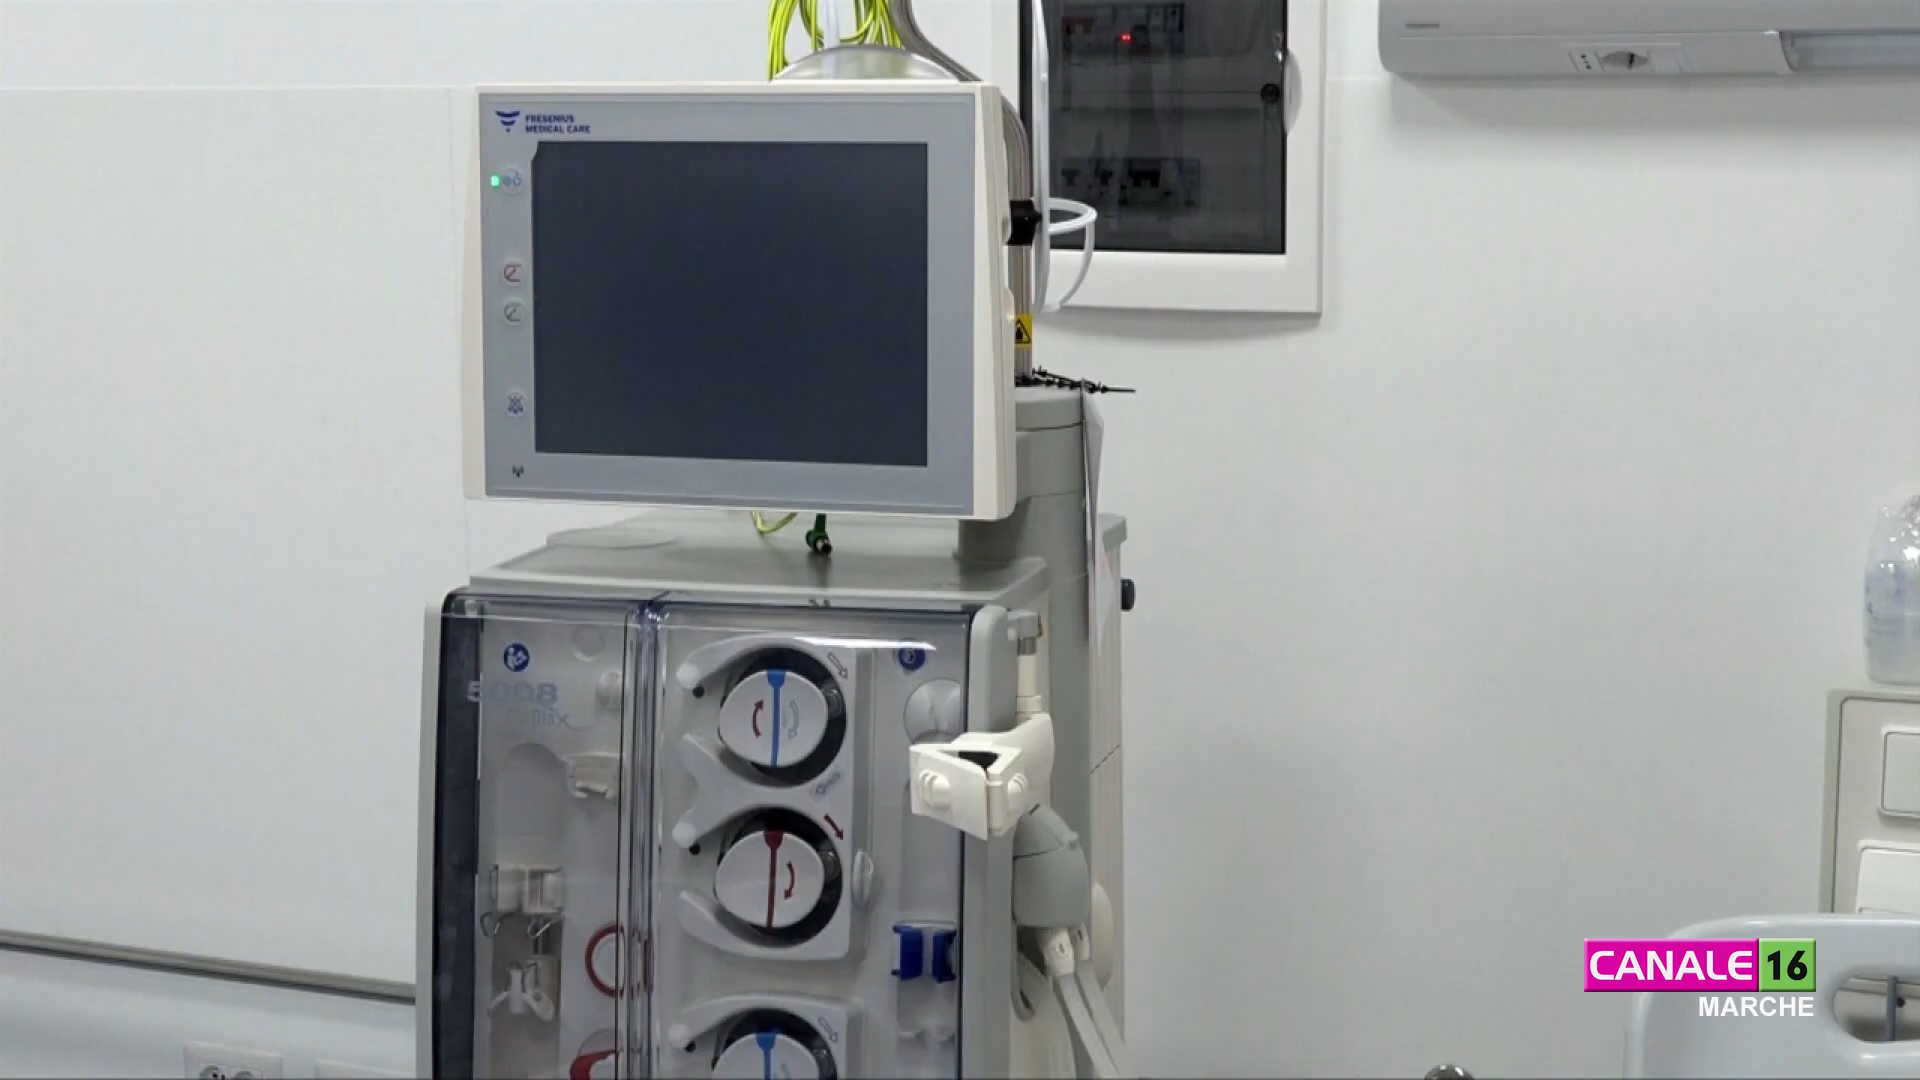 FRESENIUS
MEDICAL CARE
5008
CANALE 16
MARCHE